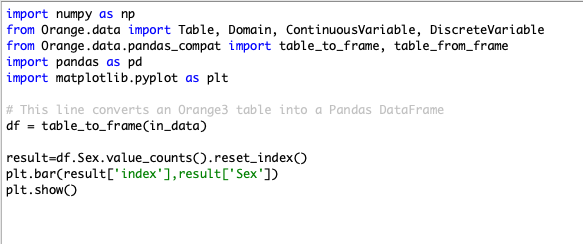 import numpy as np
from Orange.data import Table, Domain, ContinuousVariable, DiscreteVariable
from Orange.data.pandas_compat import table_to_frame, table_from_frame
import pandas as pd
import matplotlib.pyplot as plt
# This line converts an Orange3 table into a Pandas DataFrame
df = table_to_frame(in_data)
result=df.Sex.value_counts().reset_index()
plt.bar(result['index'],result['Sex'])
plt.show()